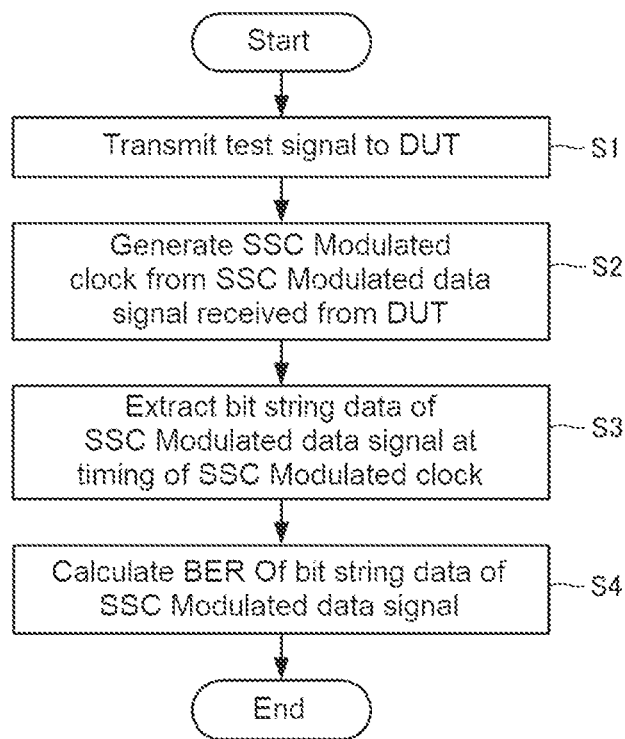 Start
Transmit test signal to DUT
S1
Generate SSC Modulated
clock from SSC Modulated data
signal received from DUT
S2
Extract bit string data of
SSC Modulated data signal at
timing of SSC Modulated clock
S3
Calculate BER Of bit string data of
SSC Modulated data signal
S4
End